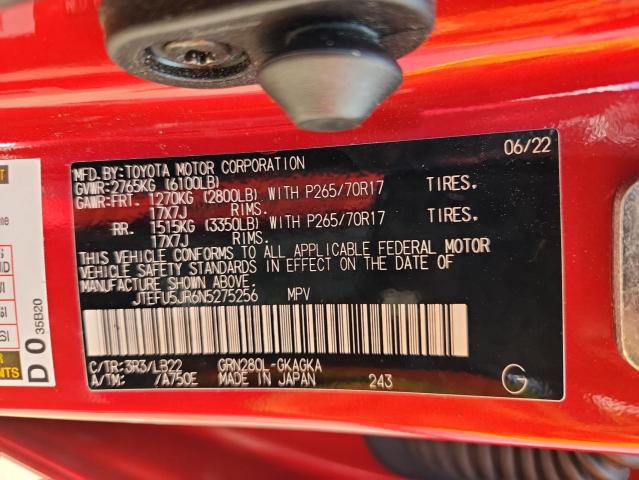 06/22
MFD.BY:TOYOTA MOTOR CORPORATION
GVWR:2765KG (6100LB)
GAWR:FRT. 1270KG (2800LB) WITH P265/70R17 TIRES.
17X7J RIMS.
RR. 1515KG (3350LB) WITH P265/70R17 TIRES.
17X7J RIMS.
THIS VEHICLE CONFORMS TO ALL APPLICABLE FEDERAL MOTOR
VEHICLE SAFETY STANDARDS IN EFFECT ON THE DATE OF
MANUFACTURE SHOWN ABOVE.
JTEFU5JR6N5275256 MPV
C/TR:3R3/LB22 GRN280L-GKAGKA
A/TM: 7A750E MADE IN JAPAN 243
G
D 0 35B20